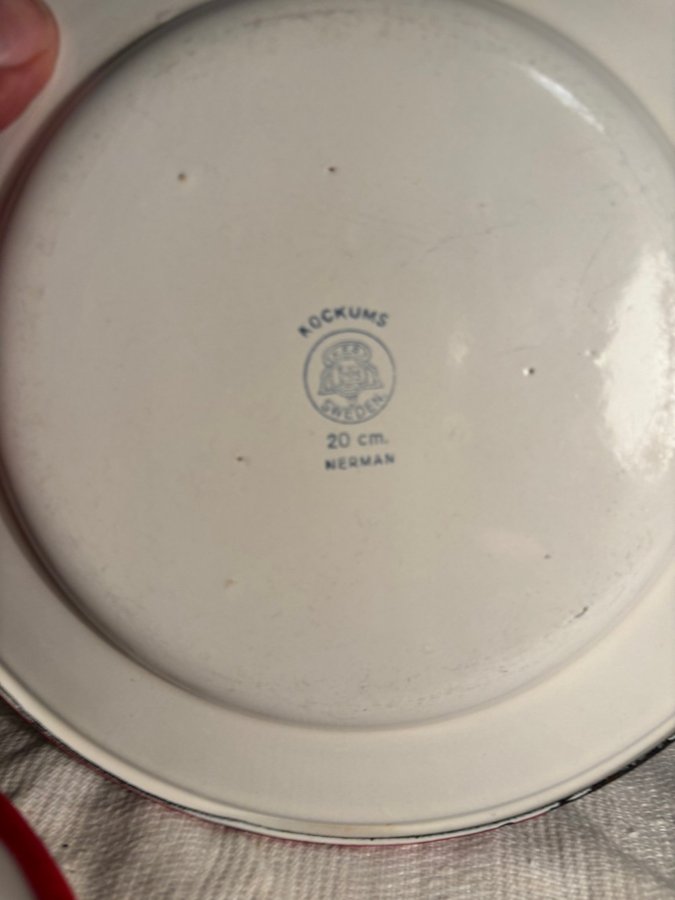 KOCKUMS
SWEDEN
20 cm.
NERMAN